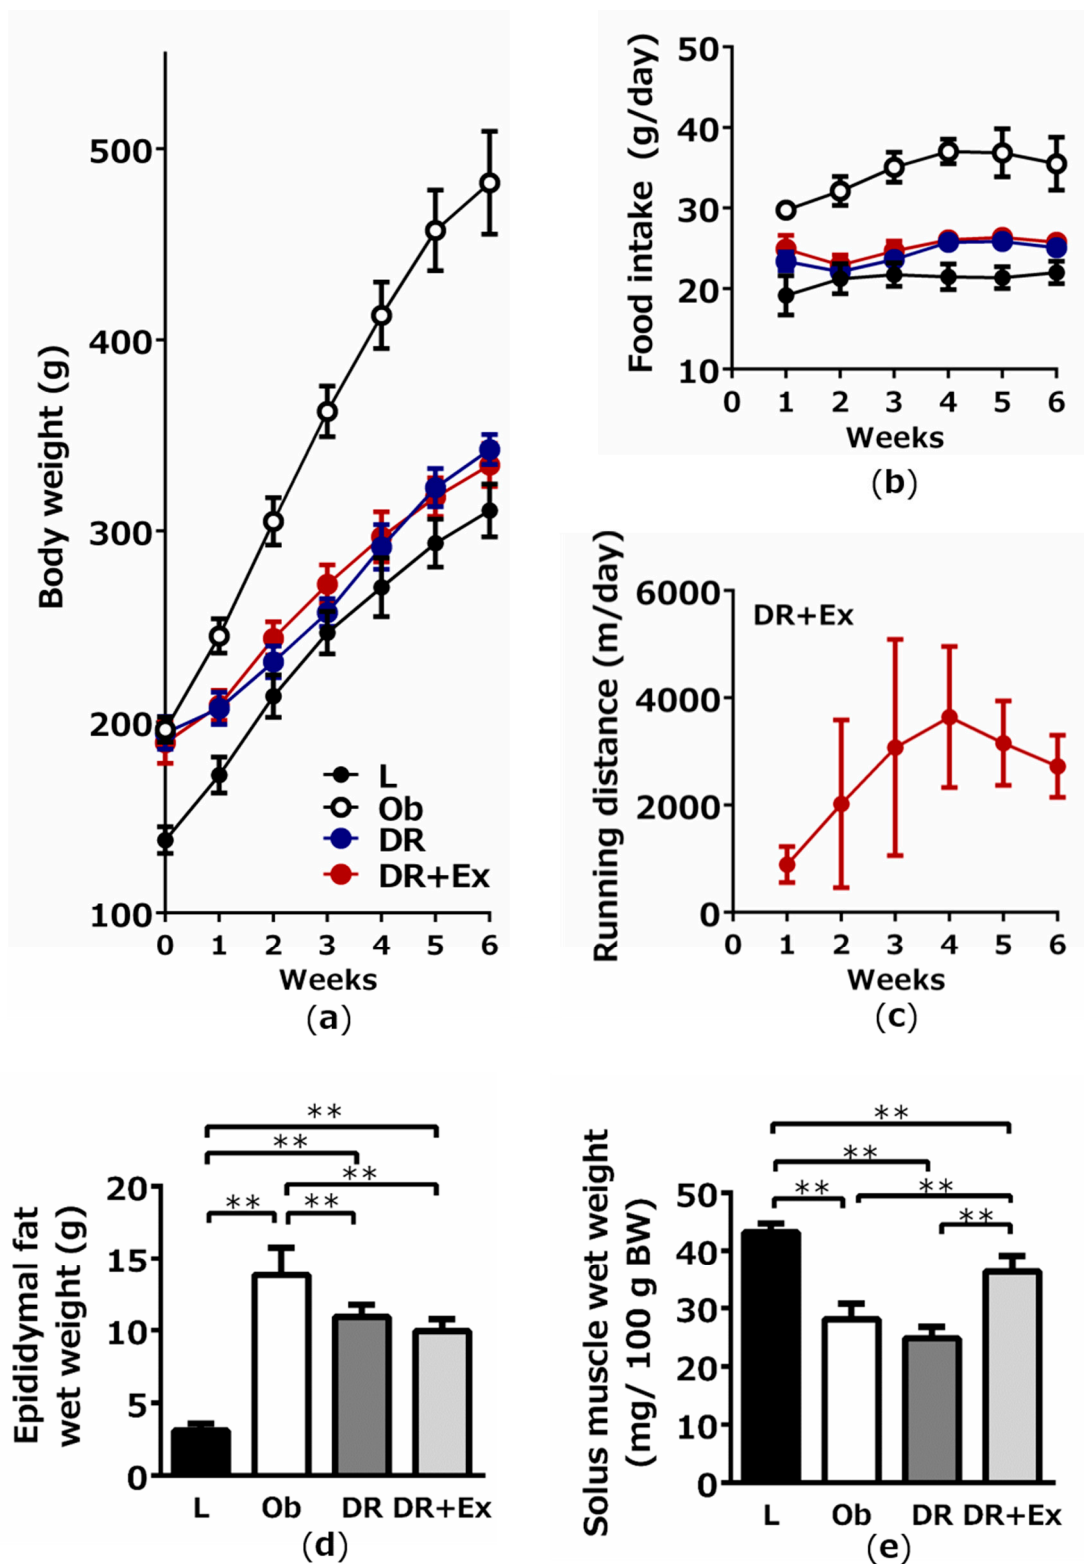 Body weight (g)
500
400
300
200
100
L
Ob
DR
DR+Ex
0 1 2 3 4 5 6
Weeks
(a)
Food intake (g/day)
50
40
30
20
10
0 1 2 3 4 5 6
Weeks
(b)
Running distance (m/day)
6000
4000
2000
0
DR+Ex
0 1 2 3 4 5 6
Weeks
(c)
Epididymal fat
wet weight (g)
**
**
**
** **
20
15
10
5
0
L Ob DR DR+Ex
(d)
Solus muscle wet weight
(mg/ 100 g BW)
**
**
** **
**
50
40
30
20
10
0
L Ob DR DR+Ex
(e)